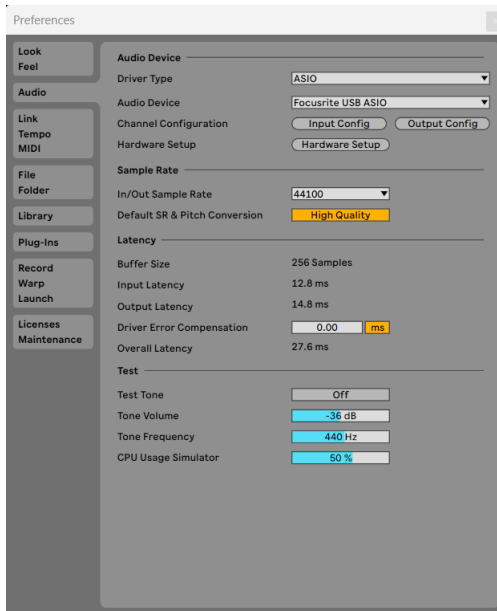 Preferences
Look
Feel
Audio
Link
Tempo
MIDI
File
Folder
Library
Plug-Ins
Record
Warp
Launch
Licenses
Maintenance
Audio Device
Driver Type ASIO
Audio Device Focusrite USB ASIO
Channel Configuration Input Config Output Config
Hardware Setup Hardware Setup
Sample Rate
In/Out Sample Rate 44100
Default SR & Pitch Conversion High Quality
Latency
Buffer Size 256 Samples
Input Latency 12.8 ms
Output Latency 14.8 ms
Driver Error Compensation 0.00 ms
Overall Latency 27.6 ms
Test
Test Tone Off
Tone Volume -36 dB
Tone Frequency 440 Hz
CPU Usage Simulator 50 %